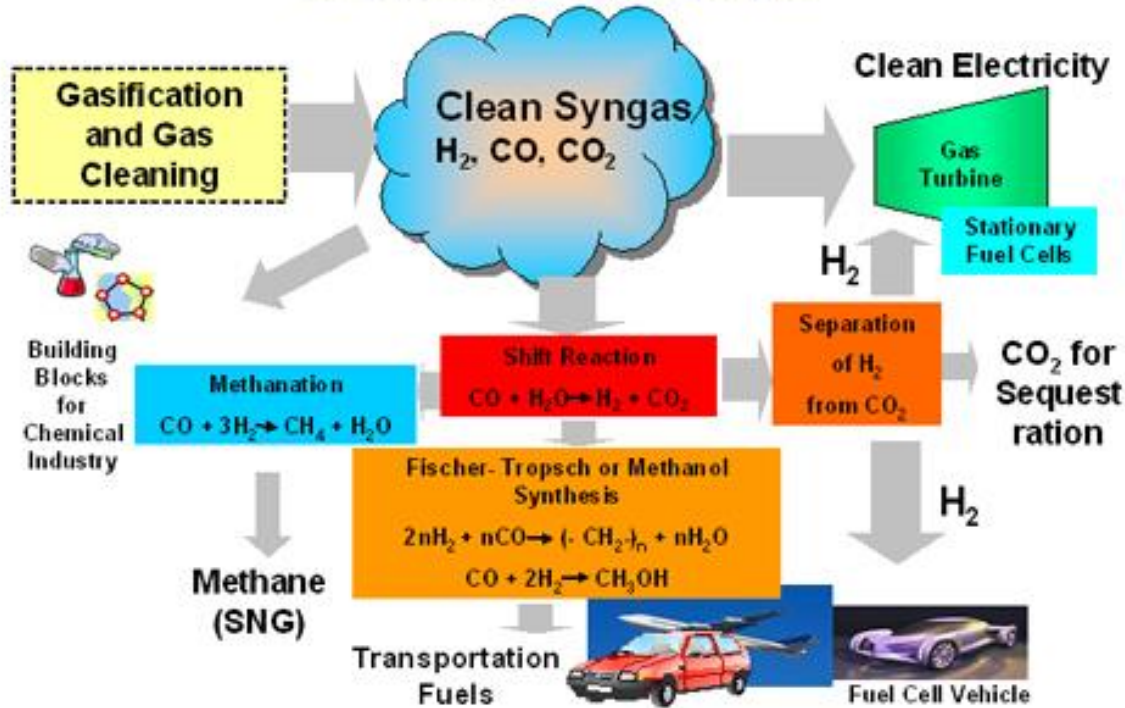 Gasification
and Gas
Cleaning
Clean Syngas
H₂, CO, CO₂
Clean Electricity
Gas
Turbine
Stationary
Fuel Cells
H₂
Building
Blocks
for
Chemical
Industry
Methanation
CO + 3H₂→ CH₄ + H₂O
Shift Reaction
CO + H₂O→ H₂ + CO₂
Separation
of H₂
from CO₂
CO₂ for
Sequest
ration
Fischer- Tropsch or Methanol
Synthesis
2nH₂ + nCO→ (- CH₂-)ₙ + nH₂O
CO + 2H₂→ CH₃OH
H₂
Methane
(SNG)
Transportation
Fuels
Fuel Cell Vehicle